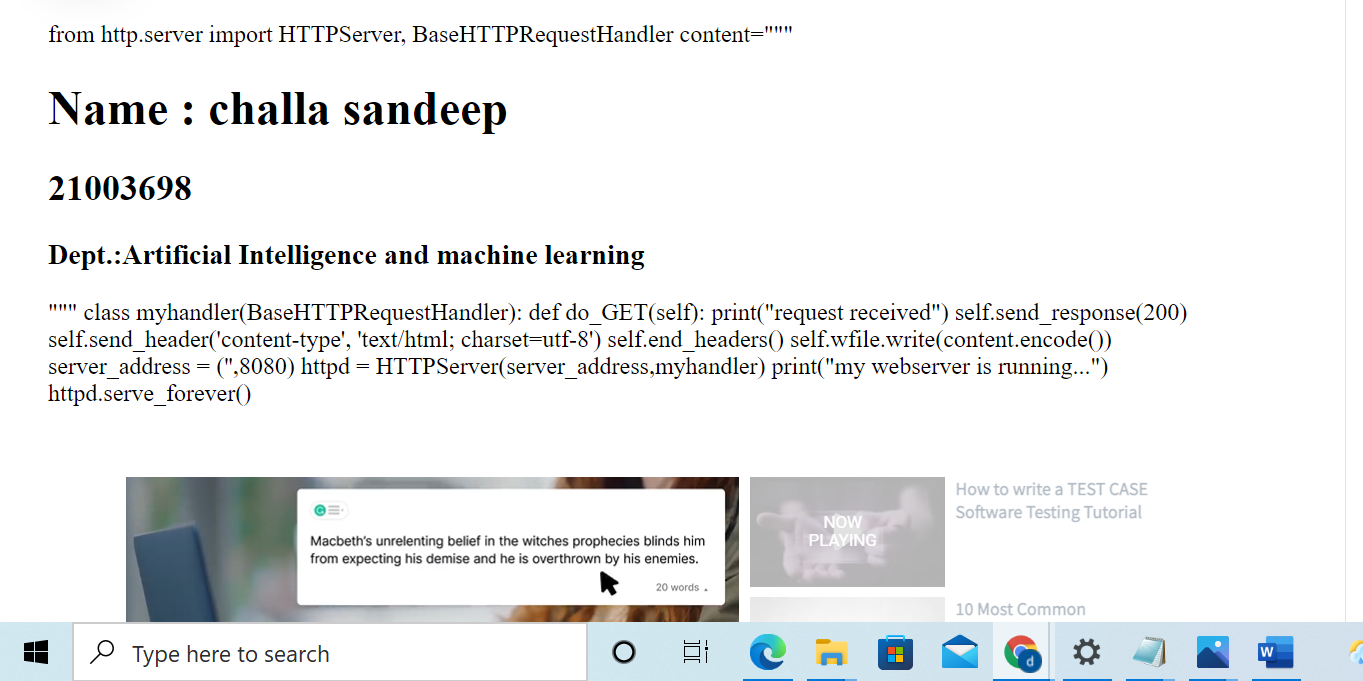 from http.server import HTTPServer, BaseHTTPRequestHandler content="""
Name : challa sandeep
21003698
Dept.:Artificial Intelligence and machine learning
""" class myhandler(BaseHTTPRequestHandler): def do_GET(self): print("request received") self.send_response(200)
self.send_header('content-type', 'text/html; charset=utf-8') self.end_headers() self.wfile.write(content.encode())
server_address = ('',8080) httpd = HTTPServer(server_address,myhandler) print("my webserver is running...")
httpd.serve_forever()
Macbeth's unrelenting belief in the witches prophecies blinds him
from expecting his demise and he is overthrown by his enemies.
20 words
NOW
PLAYING
How to write a TEST CASE
Software Testing Tutorial
10 Most Common
Type here to search
d
W